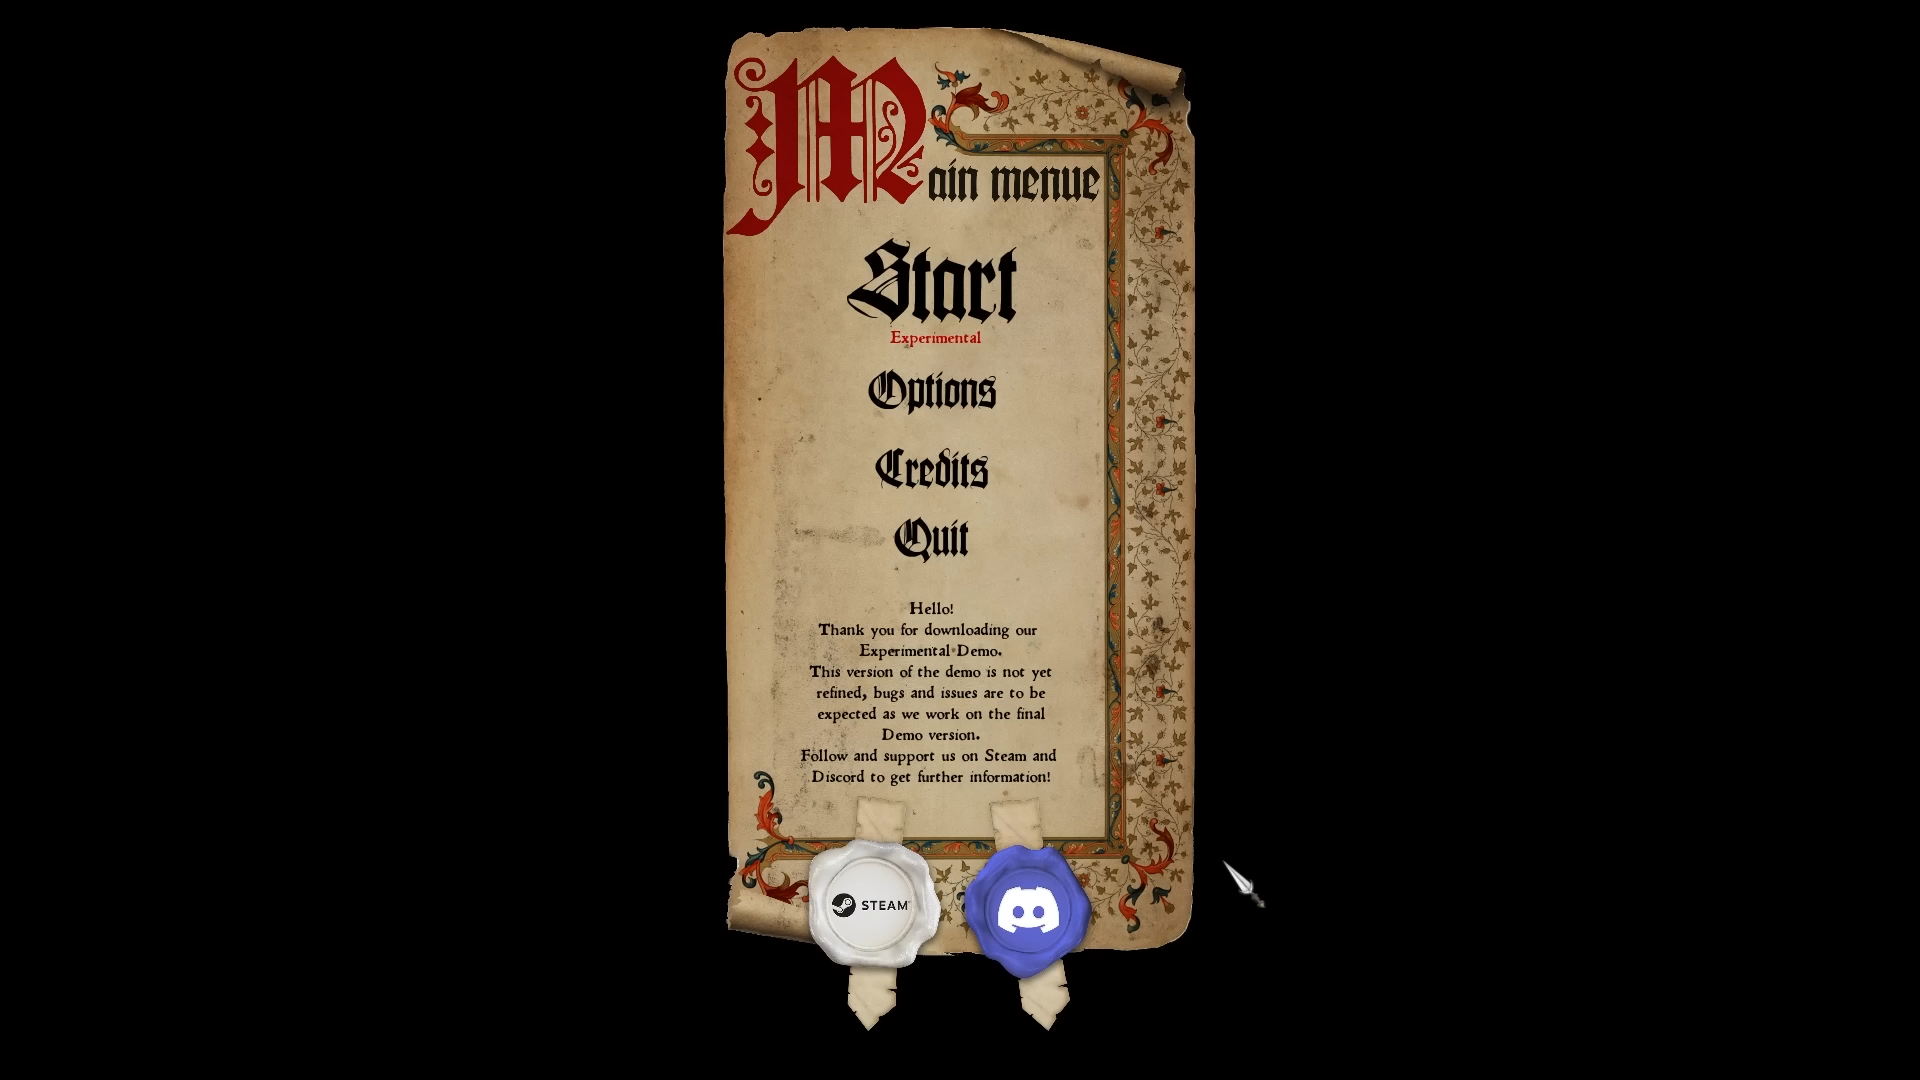 Main menue
Start
Experimental
Options
Credits
Quit
Hello!
Thank you for downloading our
Experimental Demo.
This version of the demo is not yet
refined, bugs and issues are to be
expected as we work on the final
Demo version.
Follow and support us on Steam and
Discord to get further information!
STEAM